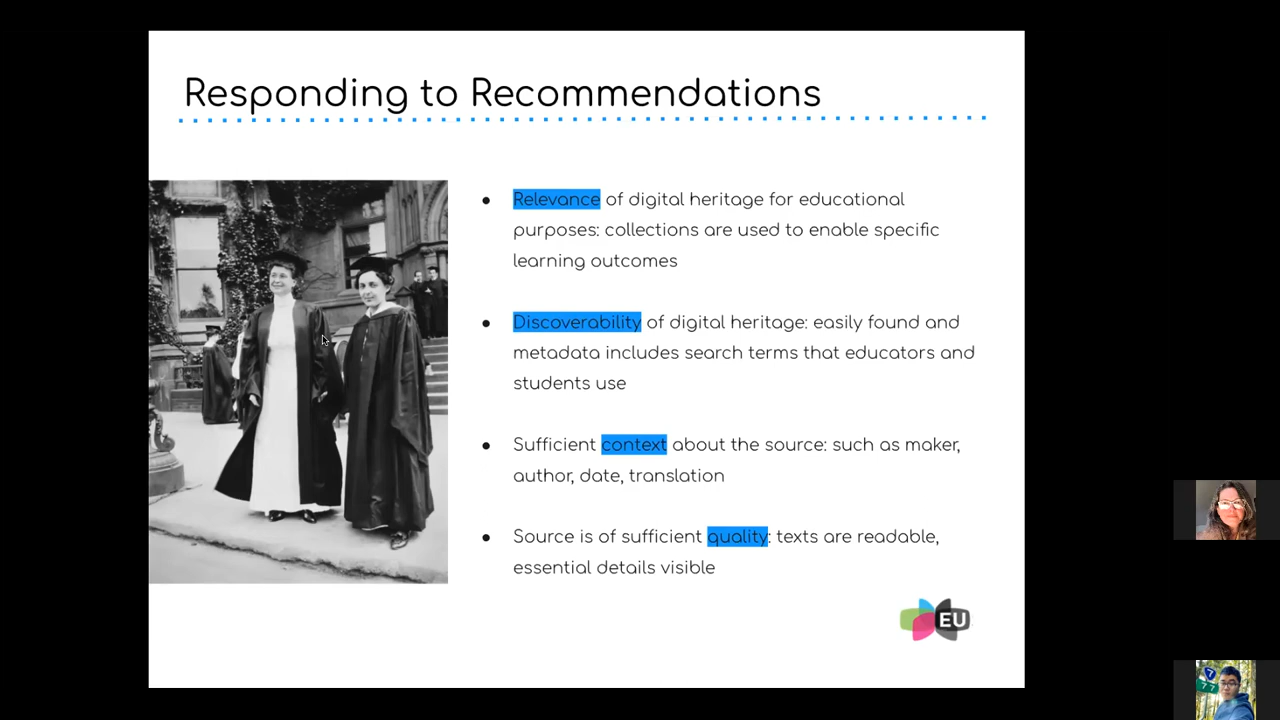 Responding to Recommendations
● Relevance of digital heritage for educational
purposes: collections are used to enable specific
learning outcomes
● Discoverability of digital heritage: easily found and
metadata includes search terms that educators and
students use
● Sufficient context about the source: such as maker,
author, date, translation
● Source is of sufficient quality: texts are readable,
essential details visible
EU
7
7 7